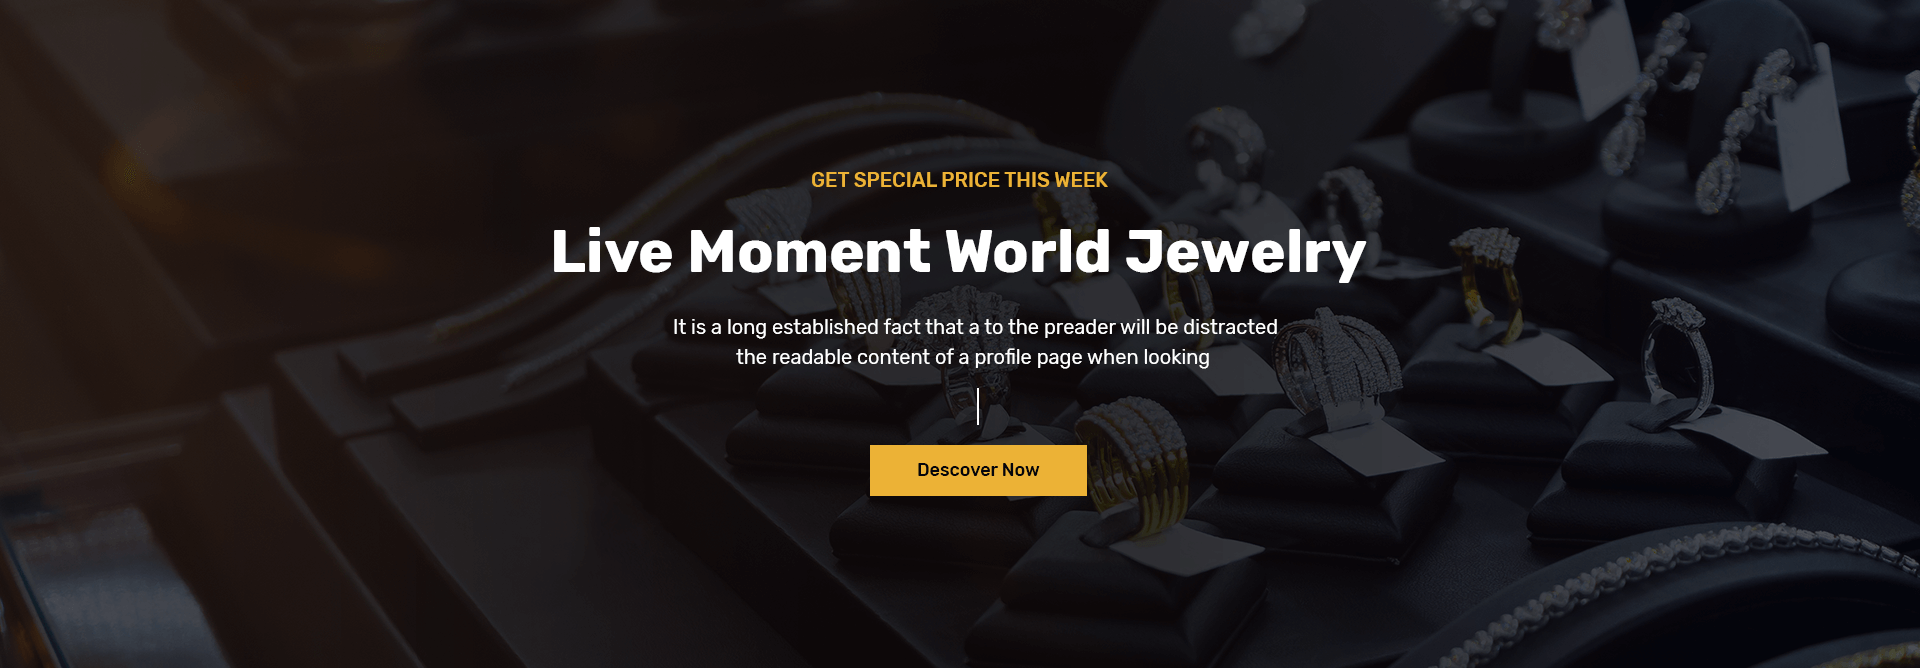 GET SPECIAL PRICE THIS WEEK
Live Moment World Jewelry
It is a long established fact that a to the preader will be distracted
the readable content of a profile page when looking
Descover Now